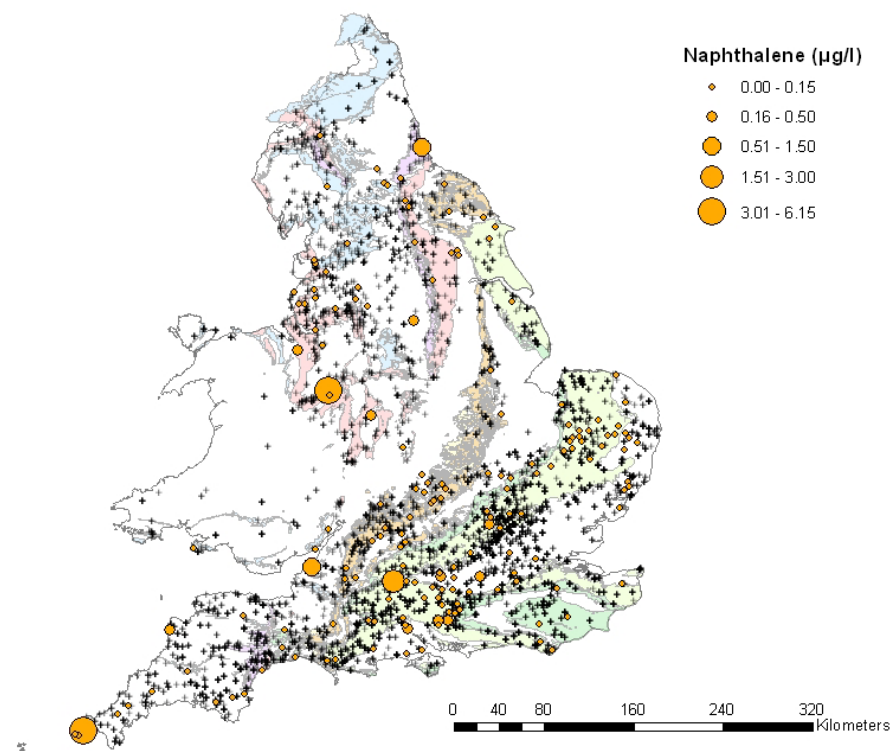 Naphthalene (µg/l)
0.00 - 0.15
0.16 - 0.50
0.51 - 1.50
1.51 - 3.00
3.01 - 6.15
0 40 80 160 240 320
Kilometers